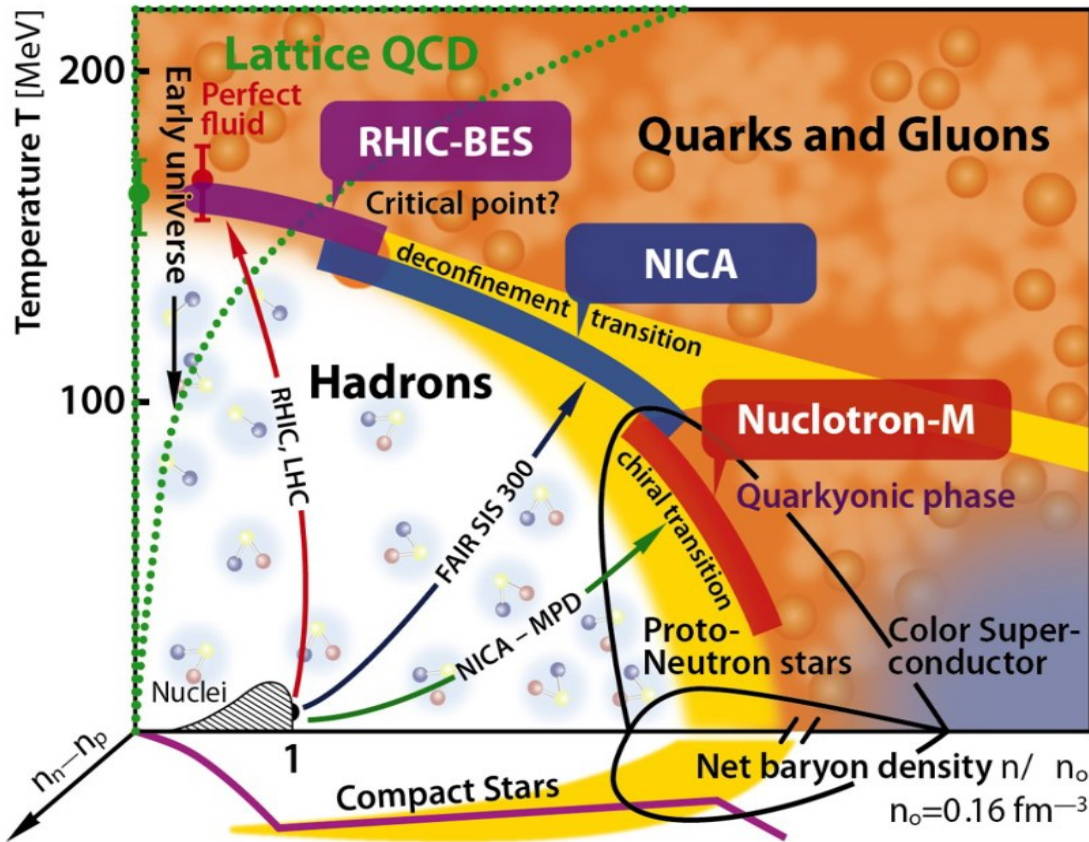 Temperature T [MeV]
200
100
Early universe
Lattice QCD
Perfect
fluid
RHIC-BES
Critical point?
Quarks and Gluons
NICA
deconfinement transition
Hadrons
RHIC, LHC
FAIR SIS 300
NICA – MPD
Nuclotron-M
Quarkyonic phase
chiral transition
Proto-
Neutron stars
Color Super-
conductor
Nuclei
1
nₙ—nₚ
Compact Stars
Net baryon density n/ nₒ
nₒ=0.16 fm⁻³